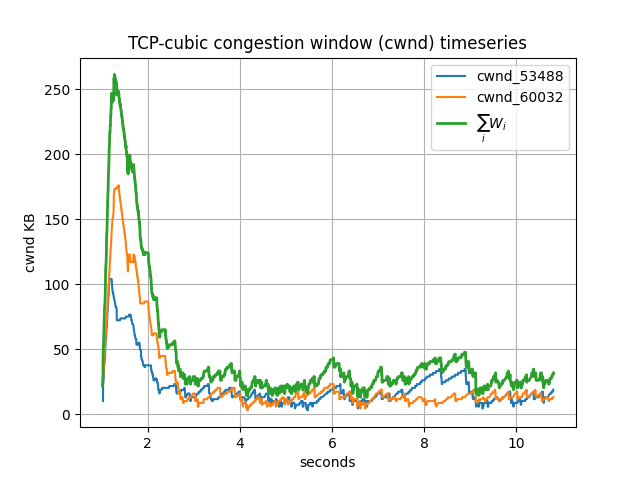 TCP-cubic congestion window (cwnd) timeseries
cwnd_53488
cwnd_60032
∑W_i
i
250
200
150
100
50
0
cwnd KB
2
4
6
8
10
seconds